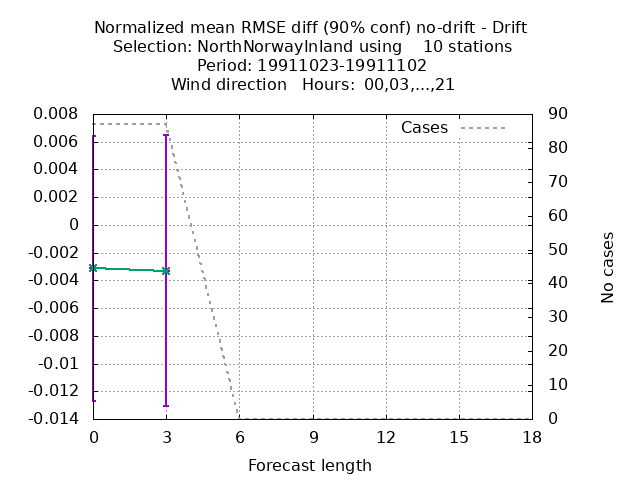 Normalized mean RMSE diff (90% conf) no-drift - Drift
Selection: NorthNorwayInland using    10 stations
Period: 19911023-19911102
Wind direction   Hours:  00,03,...,21
Cases
0.008
0.006
0.004
0.002
0
-0.002
-0.004
-0.006
-0.008
-0.01
-0.012
-0.014
90
80
70
60
50
40
30
20
10
0
No cases
0 3 6 9 12 15 18
Forecast length